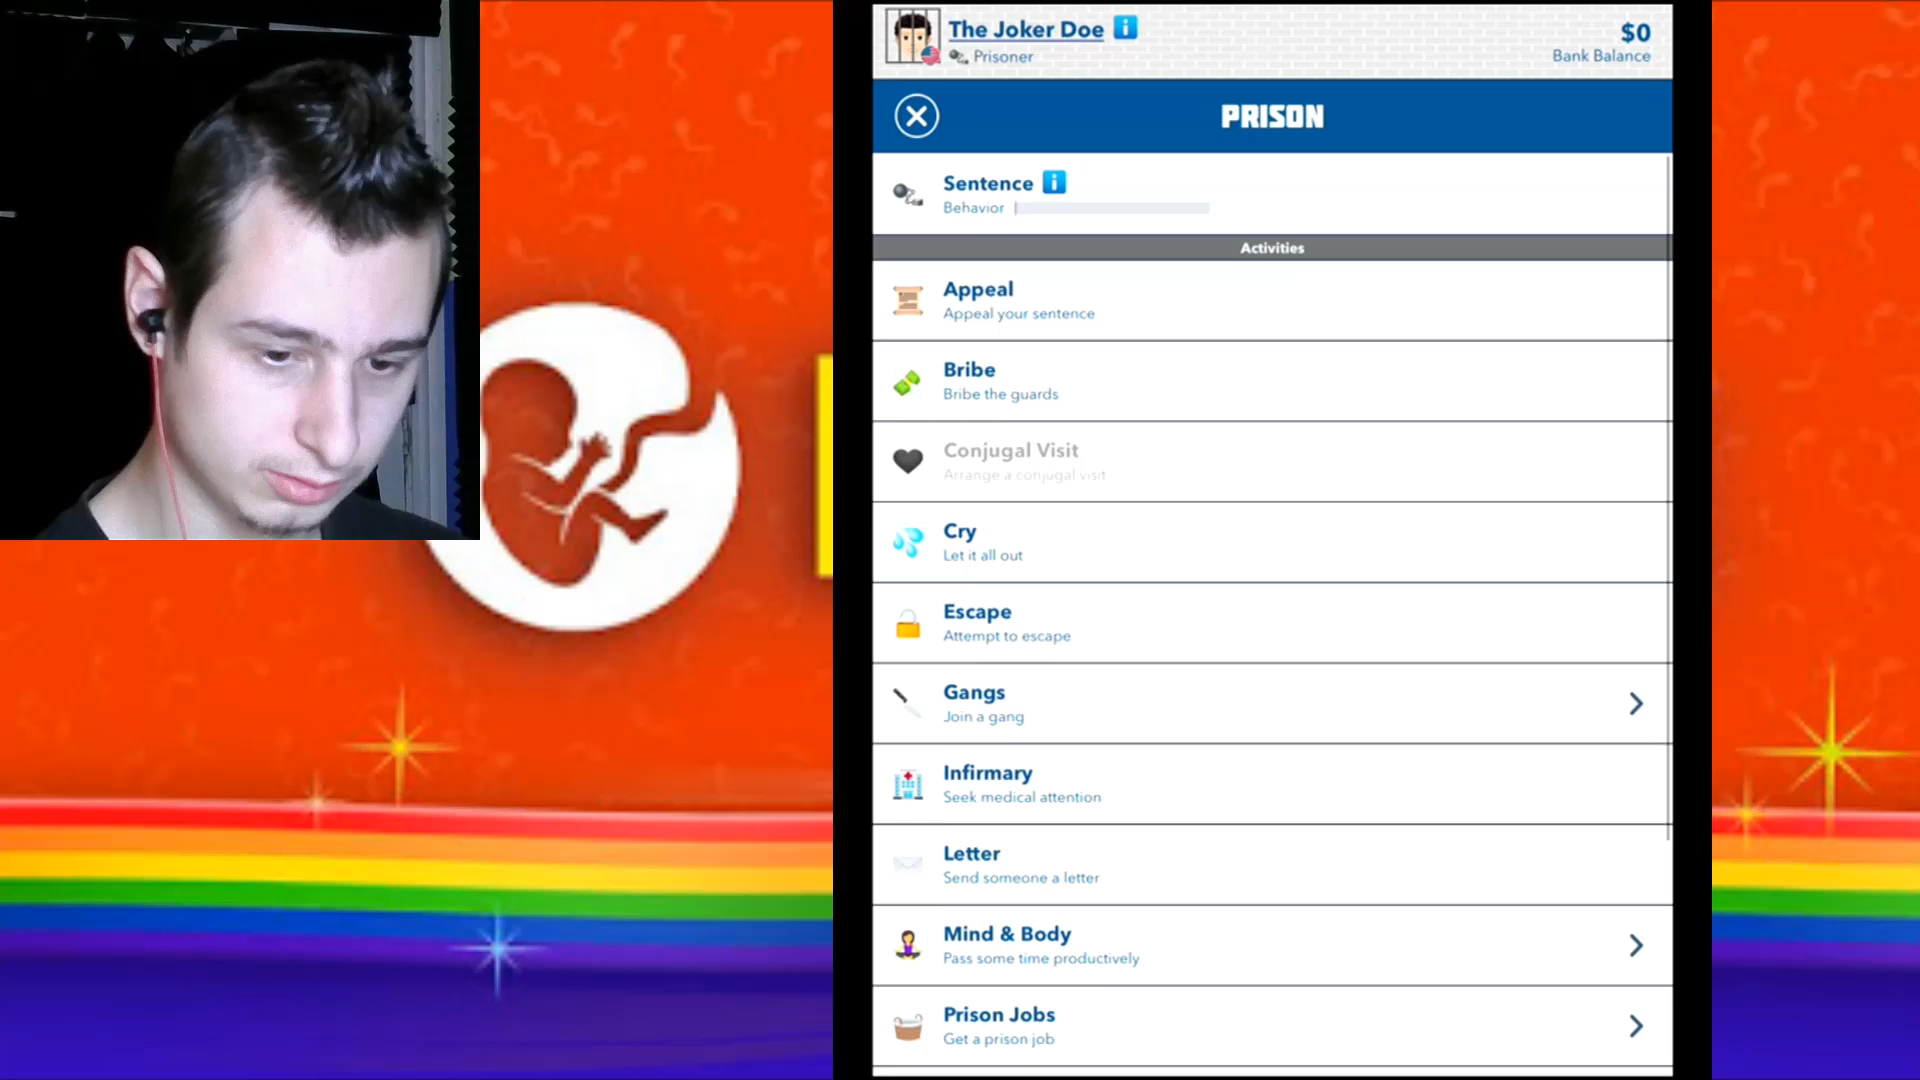 The Joker Doe
Prisoner
$0
Bank Balance
PRISON
Sentence
Behavior
Activities
Appeal
Appeal your sentence
Bribe
Bribe the guards
Conjugal Visit
Arrange a conjugal visit
Cry
Let it all out
Escape
Attempt to escape
Gangs
Join a gang
Infirmary
Seek medical attention
Letter
Send someone a letter
Mind & Body
Pass some time productively
Prison Jobs
Get a prison job